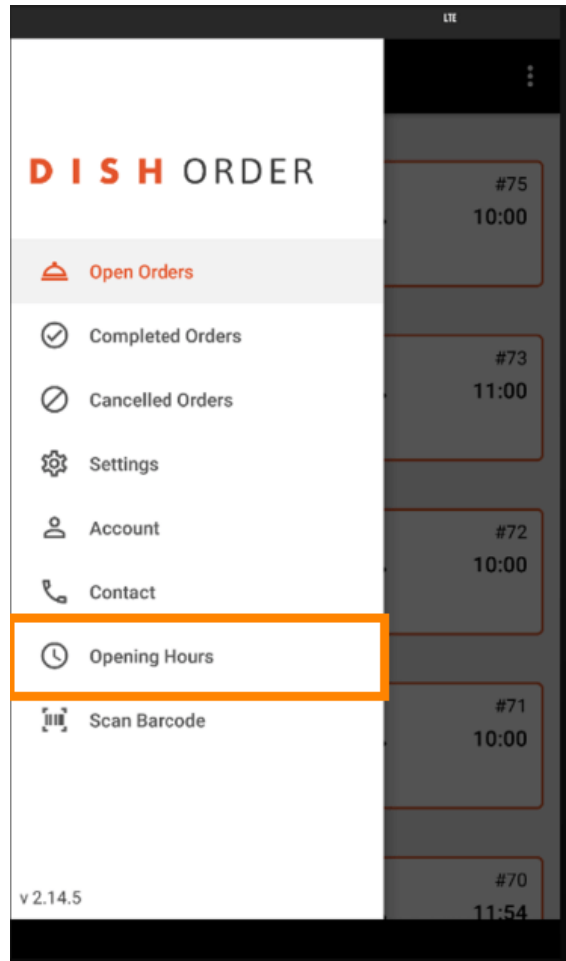 LTE
DISH ORDER
Open Orders
Completed Orders
Cancelled Orders
Settings
Account
Contact
Opening Hours
Scan Barcode
v 2.14.5
#75
10:00
#73
11:00
#72
10:00
#71
10:00
#70
11:54